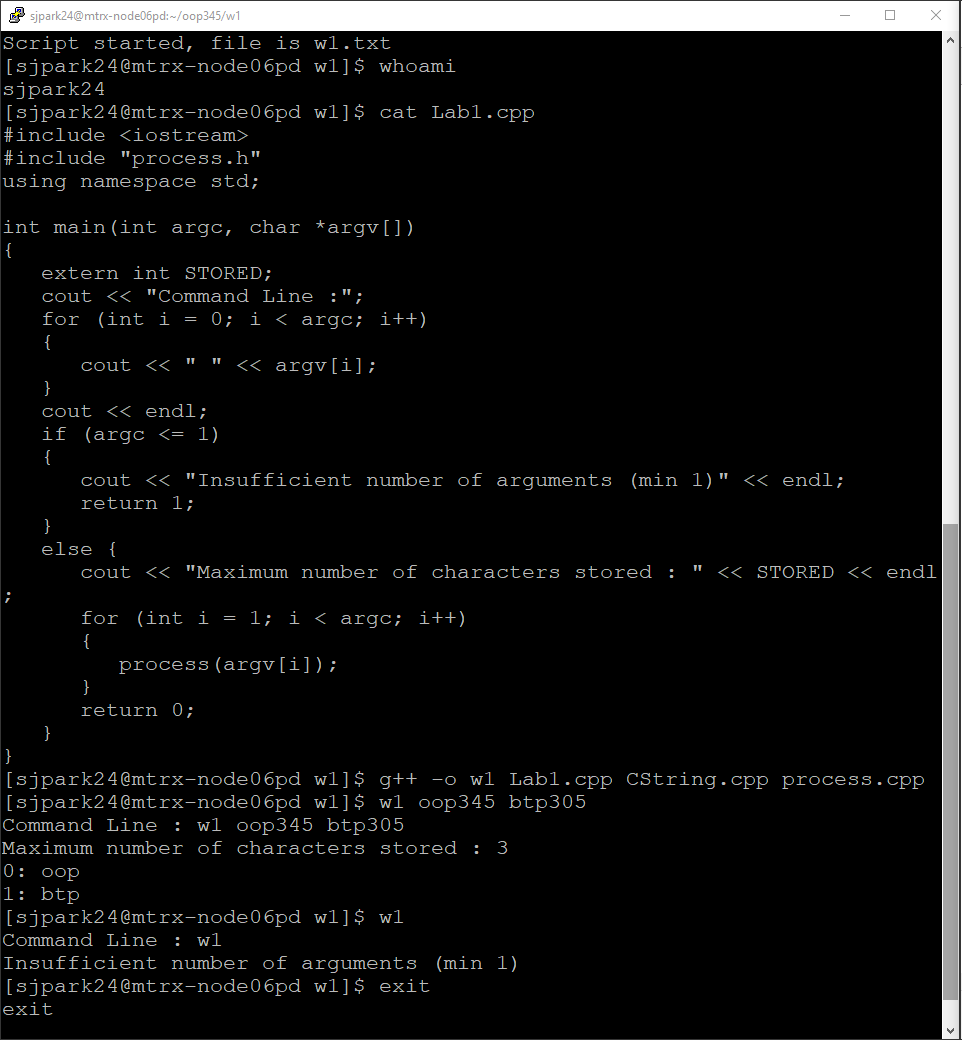 sjpark24@mtrx-node06pd:~/oop345/w1
Script started, file is w1.txt
[sjpark24@mtrx-node06pd w1]$ whoami
sjpark24
[sjpark24@mtrx-node06pd w1]$ cat Lab1.cpp
#include <iostream>
#include "process.h"
using namespace std;

int main(int argc, char *argv[])
{
   extern int STORED;
   cout << "Command Line :";
   for (int i = 0; i < argc; i++)
   {
      cout << " " << argv[i];
   }
   cout << endl;
   if (argc <= 1)
   {
      cout << "Insufficient number of arguments (min 1)" << endl;
      return 1;
   }
   else {
      cout << "Maximum number of characters stored : " << STORED << endl
;
      for (int i = 1; i < argc; i++)
      {
         process(argv[i]);
      }
      return 0;
   }
}
[sjpark24@mtrx-node06pd w1]$ g++ -o w1 Lab1.cpp CString.cpp process.cpp
[sjpark24@mtrx-node06pd w1]$ w1 oop345 btp305
Command Line : w1 oop345 btp305
Maximum number of characters stored : 3
0: oop
1: btp
[sjpark24@mtrx-node06pd w1]$ w1
Command Line : w1
Insufficient number of arguments (min 1)
[sjpark24@mtrx-node06pd w1]$ exit
exit